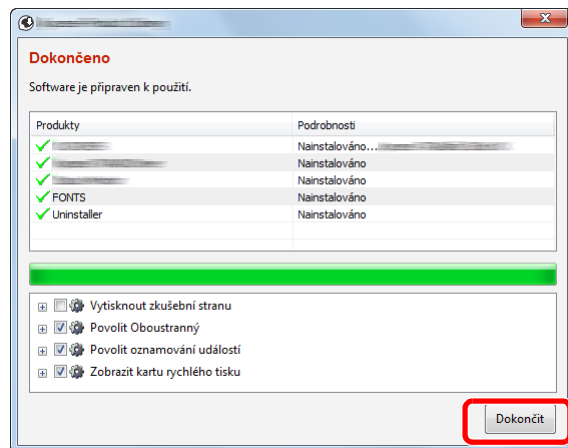 Dokončeno
Software je připraven k použití.
Produkty Podrobnosti
Nainstalováno...
Nainstalováno
Nainstalováno
FONTS Nainstalováno
Uninstaller Nainstalováno
Vytisknout zkušební stranu
Povolit Oboustranný
Povolit oznamování událostí
Zobrazit kartu rychlého tisku
Dokončit